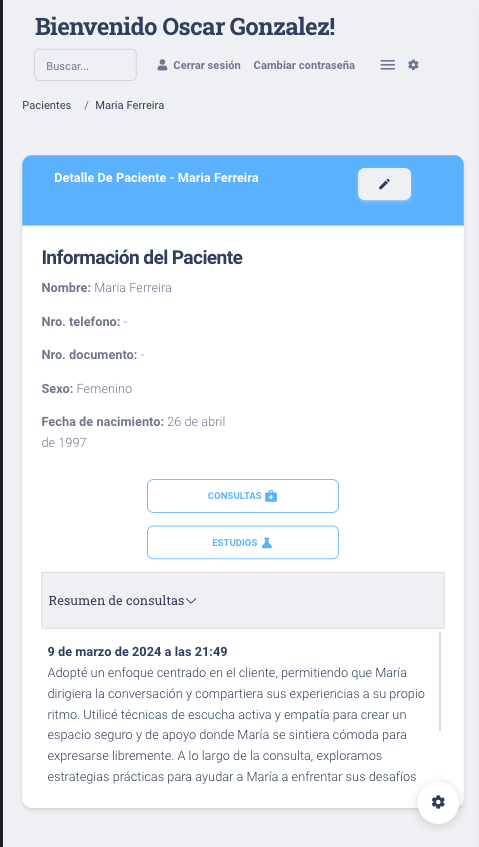 Bienvenido Oscar Gonzalez!
Buscar...
Cerrar sesión
Cambiar contraseña
Pacientes / Maria Ferreira
Detalle De Paciente - Maria Ferreira
Información del Paciente
Nombre: Maria Ferreira
Nro. telefono: -
Nro. documento: -
Sexo: Femenino
Fecha de nacimiento: 26 de abril
de 1997
CONSULTAS
ESTUDIOS
Resumen de consultas
9 de marzo de 2024 a las 21:49
Adopté un enfoque centrado en el cliente, permitiendo que María
dirigiera la conversación y compartiera sus experiencias a su propio
ritmo. Utilicé técnicas de escucha activa y empatía para crear un
espacio seguro y de apoyo donde María se sintiera cómoda para
expresarse libremente. A lo largo de la consulta, exploramos
estrategias prácticas para ayudar a María a enfrentar sus desafíos